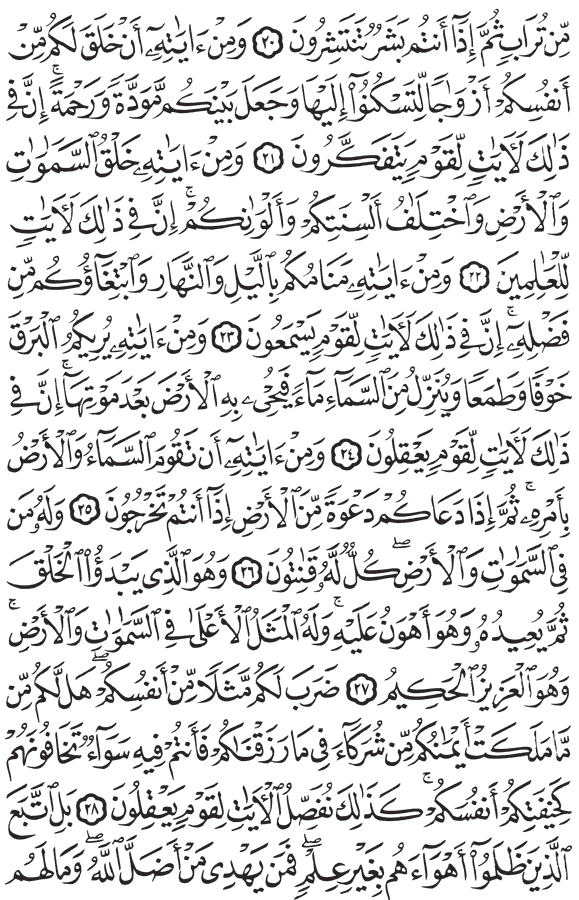 مِّن تُرَابٍ ثُمَّ إِذَآ أَنتُم بَشَرٌ تَنتَشِرُونَ ٢٠ وَمِنْ ءَايَٰتِهِۦٓ أَنْ خَلَقَ لَكُم مِّنْ
أَنفُسِكُمْ أَزْوَٰجًا لِّتَسْكُنُوٓا۟ إِلَيْهَا وَجَعَلَ بَيْنَكُم مَّوَدَّةً وَرَحْمَةً ۚ إِنَّ فِى
ذَٰلِكَ لَءَايَٰتٍ لِّقَوْمٍ يَتَفَكَّرُونَ ٢١ وَمِنْ ءَايَٰتِهِۦ خَلْقُ ٱلسَّمَٰوَٰتِ
وَٱلْأَرْضِ وَٱخْتِلَٰفُ أَلْسِنَتِكُمْ وَأَلْوَٰنِكُمْ ۚ إِنَّ فِى ذَٰلِكَ لَءَايَٰتٍ
لِّلْعَٰلِمِينَ ٢٢ وَمِنْ ءَايَٰتِهِۦ مَنَامُكُم بِٱلَّيْلِ وَٱلنَّهَارِ وَٱبْتِغَآؤُكُم مِّن
فَضْلِهِۦٓ ۚ إِنَّ فِى ذَٰلِكَ لَءَايَٰتٍ لِّقَوْمٍ يَسْمَعُونَ ٢٣ وَمِنْ ءَايَٰتِهِۦ يُرِيكُمُ ٱلْبَرْقَ
خَوْفًا وَطَمَعًا وَيُنَزِّلُ مِنَ ٱلسَّمَآءِ مَآءً فَيُحْىِۦ بِهِ ٱلْأَرْضَ بَعْدَ مَوْتِهَآ ۚ إِنَّ فِى
ذَٰلِكَ لَءَايَٰتٍ لِّقَوْمٍ يَعْقِلُونَ ٢٤ وَمِنْ ءَايَٰتِهِۦٓ أَن تَقُومَ ٱلسَّمَآءُ وَٱلْأَرْضُ
بِأَمْرِهِۦ ۚ ثُمَّ إِذَا دَعَاكُمْ دَعْوَةً مِّنَ ٱلْأَرْضِ إِذَآ أَنتُمْ تَخْرُجُونَ ٢٥ وَلَهُۥ مَن
فِى ٱلسَّمَٰوَٰتِ وَٱلْأَرْضِ ۖ كُلٌّ لَّهُۥ قَٰنِتُونَ ٢٦ وَهُوَ ٱلَّذِى يَبْدَؤُا۟ ٱلْخَلْقَ
ثُمَّ يُعِيدُهُۥ وَهُوَ أَهْوَنُ عَلَيْهِ ۚ وَلَهُ ٱلْمَثَلُ ٱلْأَعْلَىٰ فِى ٱلسَّمَٰوَٰتِ وَٱلْأَرْضِ ۚ
وَهُوَ ٱلْعَزِيزُ ٱلْحَكِيمُ ٢٧ ضَرَبَ لَكُم مَّثَلًا مِّنْ أَنفُسِكُمْ ۖ هَل لَّكُم مِّن
مَّا مَلَكَتْ أَيْمَٰنُكُم مِّن شُرَكَآءَ فِى مَا رَزَقْنَٰكُمْ فَأَنتُمْ فِيهِ سَوَآءٌ تَخَافُونَهُمْ
كَخِيفَتِكُمْ أَنفُسَكُمْ ۚ كَذَٰلِكَ نُفَصِّلُ ٱلْءَايَٰتِ لِقَوْمٍ يَعْقِلُونَ ٢٨ بَلِ ٱتَّبَعَ
ٱلَّذِينَ ظَلَمُوٓا۟ أَهْوَآءَهُم بِغَيْرِ عِلْمٍ ۖ فَمَن يَهْدِى مَنْ أَضَلَّ ٱللَّهُ ۖ وَمَا لَهُم